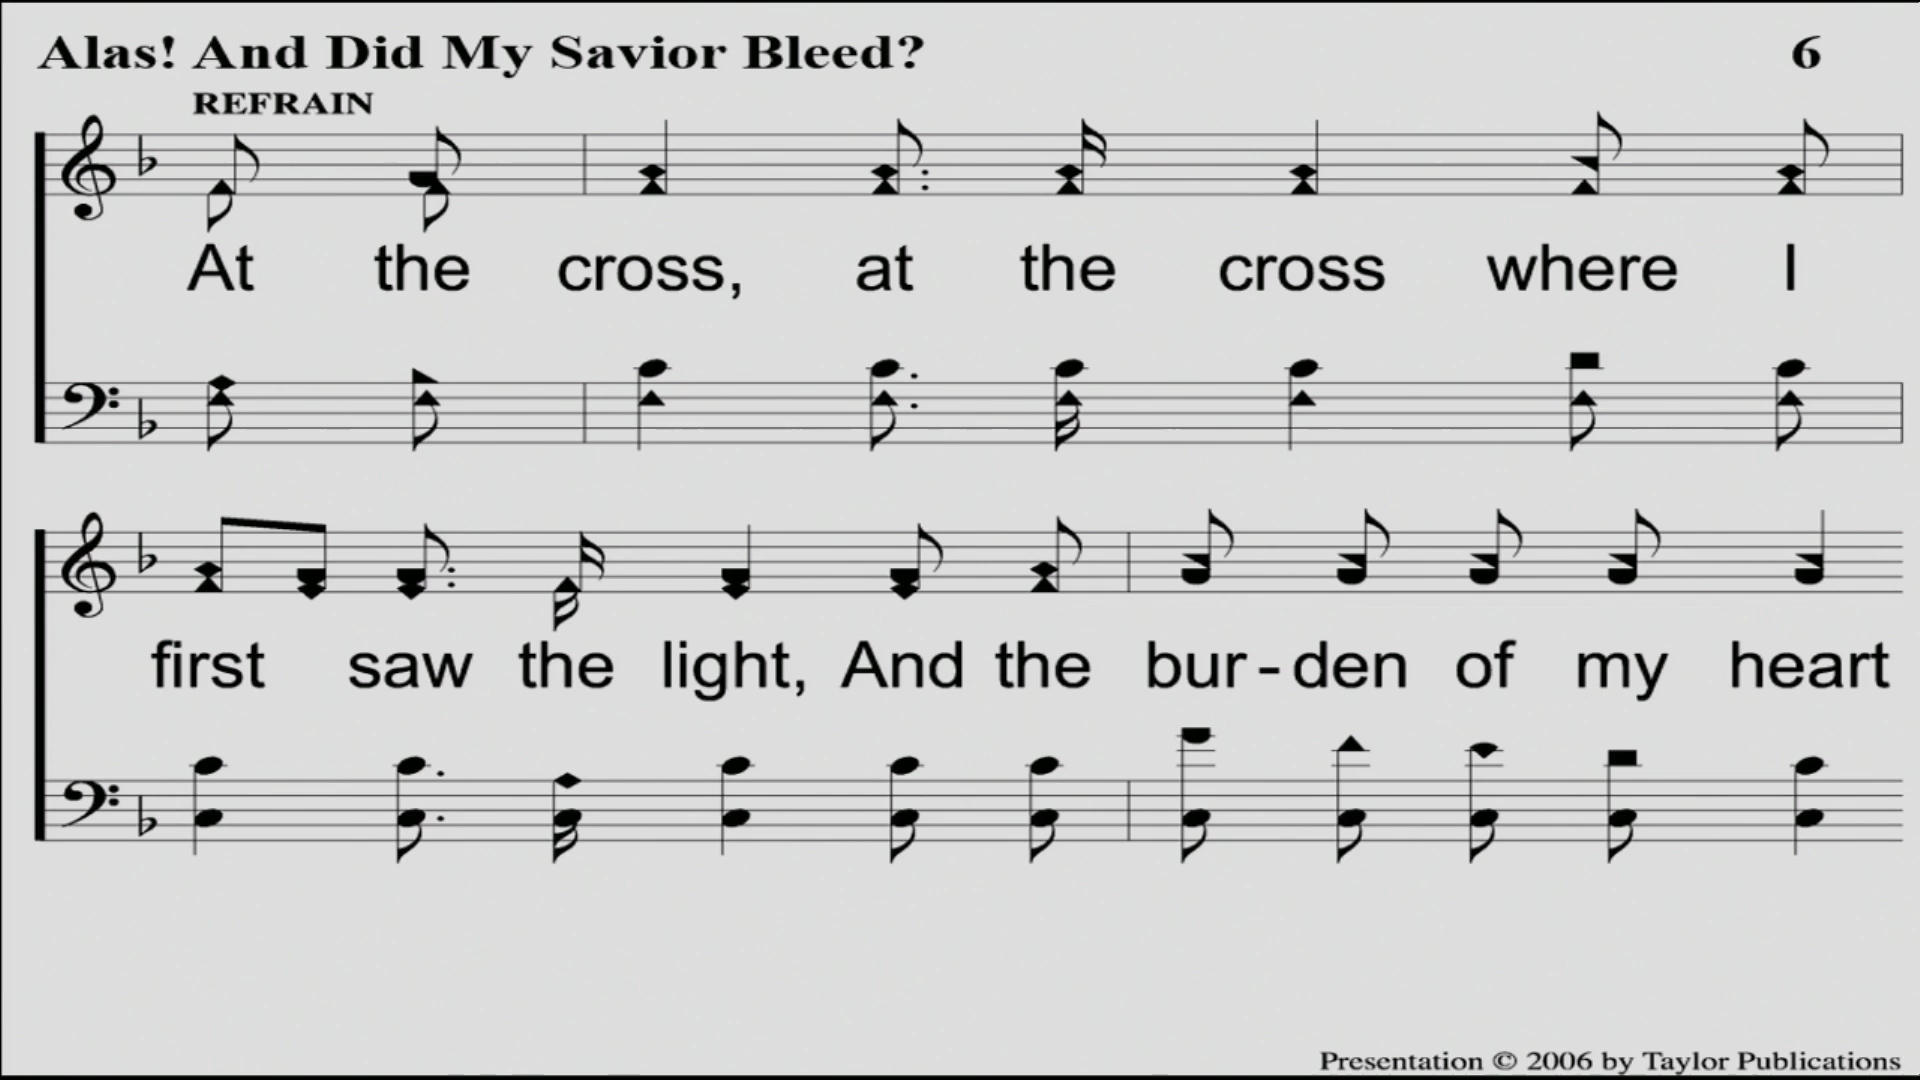 Alas! And Did My Savior Bleed? 6
REFRAIN
At the cross, at the cross where I
first saw the light, And the bur-den of my heart
Presentation © 2006 by Taylor Publications